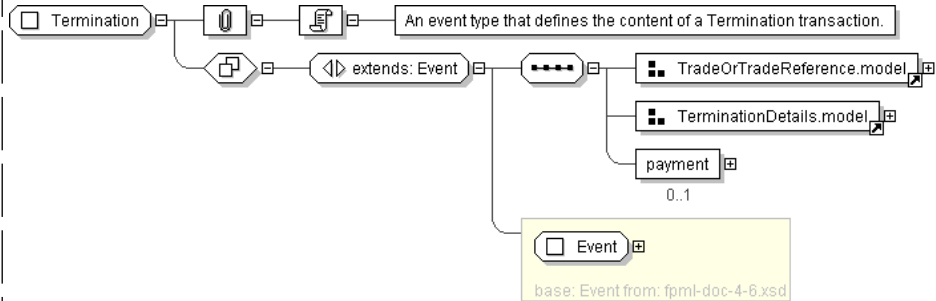 Termination
An event type that defines the content of a Termination transaction.
extends: Event
TradeOrTradeReference.model
TerminationDetails.model
payment
0..1
Event
base: Event from: fpml-doc-4-6.xsd